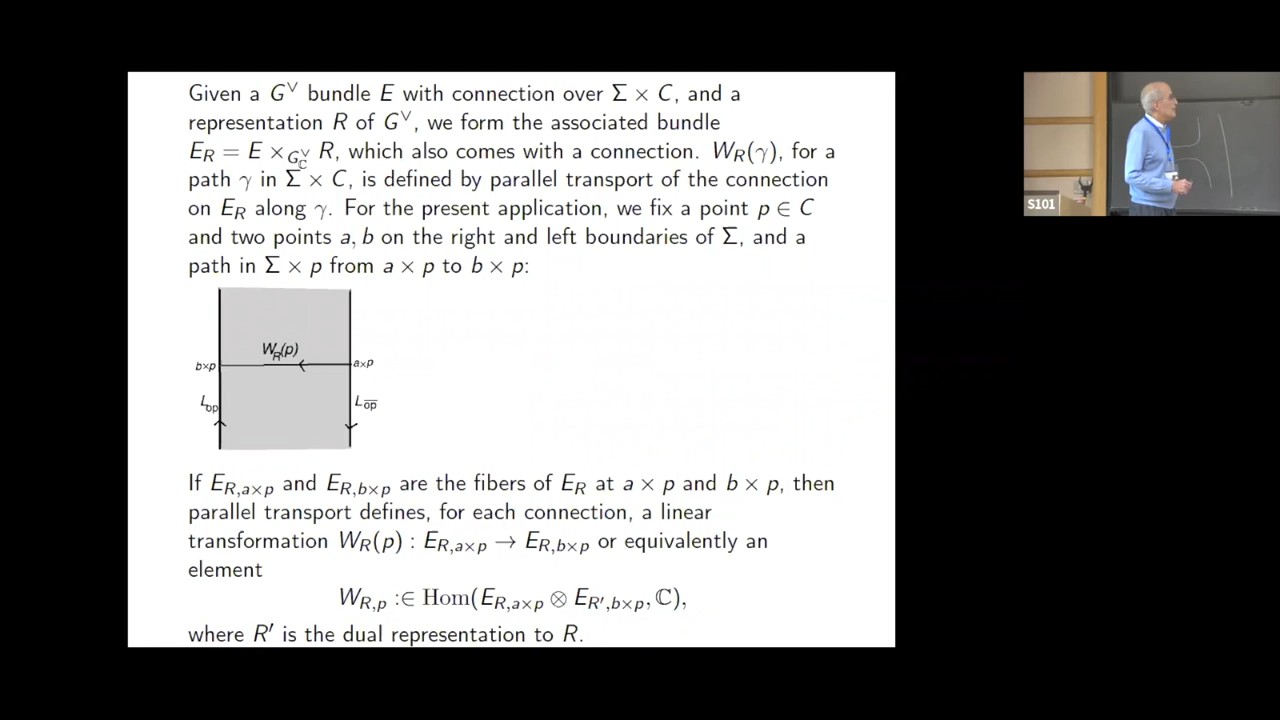 Given a G^∨ bundle E with connection over Σ × C, and a
representation R of G^∨, we form the associated bundle
E_R = E ×_{G^∨_ℂ} R, which also comes with a connection. W_R(γ), for a
path γ in Σ × C, is defined by parallel transport of the connection
on E_R along γ. For the present application, we fix a point p ∈ C
and two points a, b on the right and left boundaries of Σ, and a
path in Σ × p from a × p to b × p:
W_R(p)
b×p
a×p
L_op
L_{\overline{op}}
If E_{R,a×p} and E_{R,b×p} are the fibers of E_R at a × p and b × p, then
parallel transport defines, for each connection, a linear
transformation W_R(p) : E_{R,a×p} → E_{R,b×p} or equivalently an
element
W_{R,p} :∈ Hom(E_{R,a×p} ⊗ E_{R′,b×p}, ℂ),
where R′ is the dual representation to R.
S101